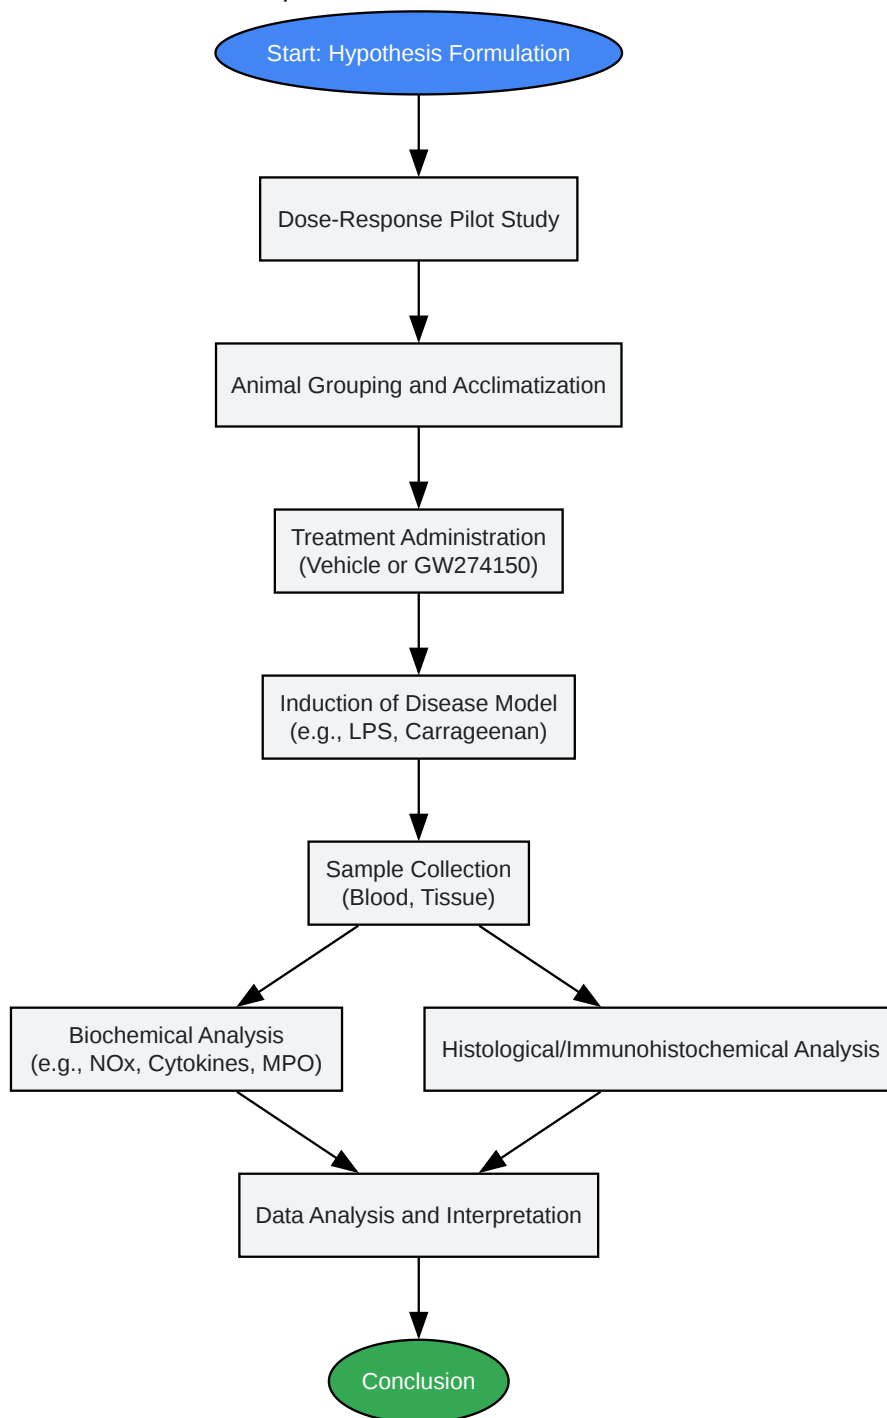 Start: Hypothesis Formulation
Dose-Response Pilot Study
Animal Grouping and Acclimatization
Treatment Administration
(Vehicle or GW274150)
Induction of Disease Model
(e.g., LPS, Carrageenan)
Sample Collection
(Blood, Tissue)
Biochemical Analysis
(e.g., NOx, Cytokines, MPO)
Histological/Immunohistochemical Analysis
Data Analysis and Interpretation
Conclusion